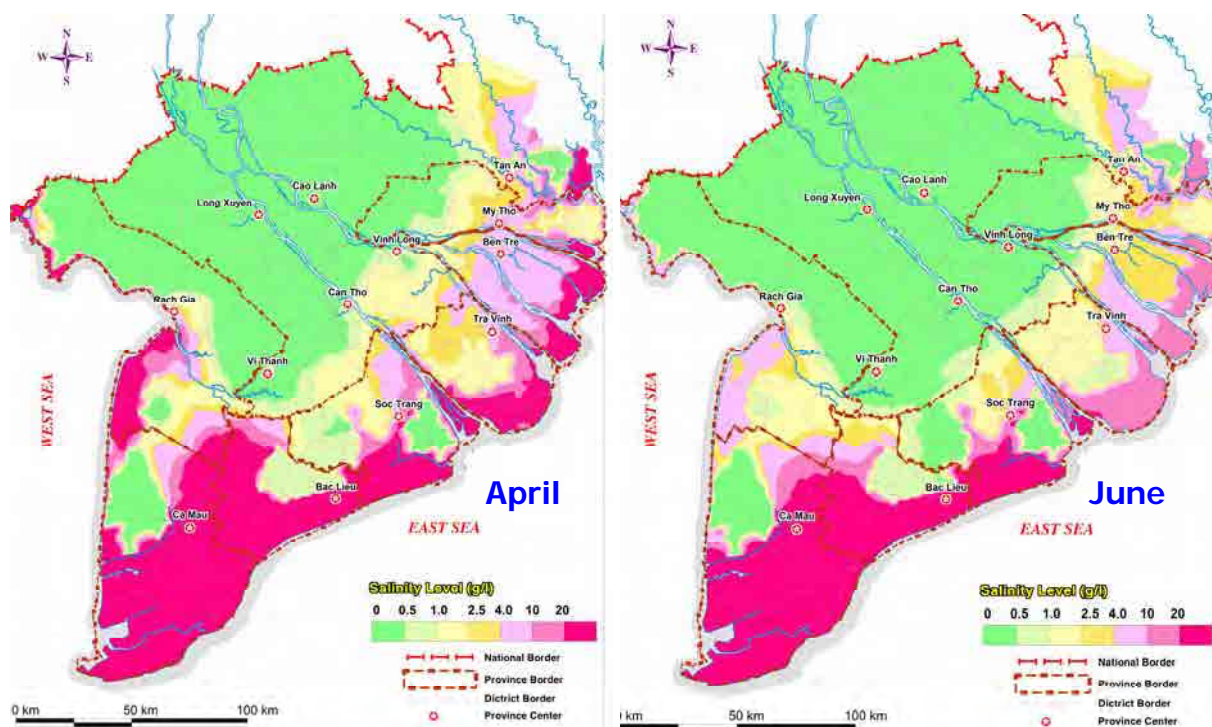 N
W E
S
Tan An
Cao Lanh
Long Xuyen
My Tho
Vinh Long
Ben Tre
Can Tho
Rach Gia
Tra Vinh
Vi Thanh
WEST SEA
Soc Trang
Bac Lieu
April
Ca Mau
EAST SEA
Salinity Level (g/l)
0 0.5 1.0 2.5 4.0 10 20
National Border
Province Border
Dictrict Border
Province Center
0 km 50 km 100 km
N
W E
S
Tan An
Cao Lanh
Long Xuyen
My Tho
Vinh Long
Ben Tre
Can Tho
Rach Gia
Tra Vinh
Vi Thanh
WEST SEA
Soc Trang
Bac Lieu
June
Ca Mau
EAST SEA
Salinity Level (g/l)
0 0.5 1.0 2.5 4.0 10 20
National Border
Province Border
Dictrict Border
Province Center
0 km 50 km 100 km